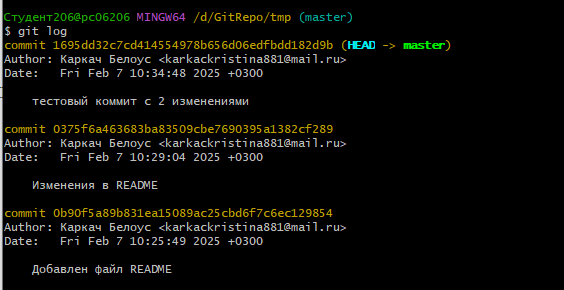 Студент206@pc06206 MINGW64 /d/GitRepo/tmp (master)
$ git log
commit 1695dd32c7cd414554978b656d06edfbdd182d9b (HEAD -> master)
Author: Каркач Белоус <karkackristina881@mail.ru>
Date:   Fri Feb 7 10:34:48 2025 +0300
тестовый коммит с 2 изменениями
commit 0375f6a463683ba83509cbe7690395a1382cf289
Author: Каркач Белоус <karkackristina881@mail.ru>
Date:   Fri Feb 7 10:29:04 2025 +0300
Изменения в README
commit 0b90f5a89b831ea15089ac25cbd6f7c6ec129854
Author: Каркач Белоус <karkackristina881@mail.ru>
Date:   Fri Feb 7 10:25:49 2025 +0300
Добавлен файл README